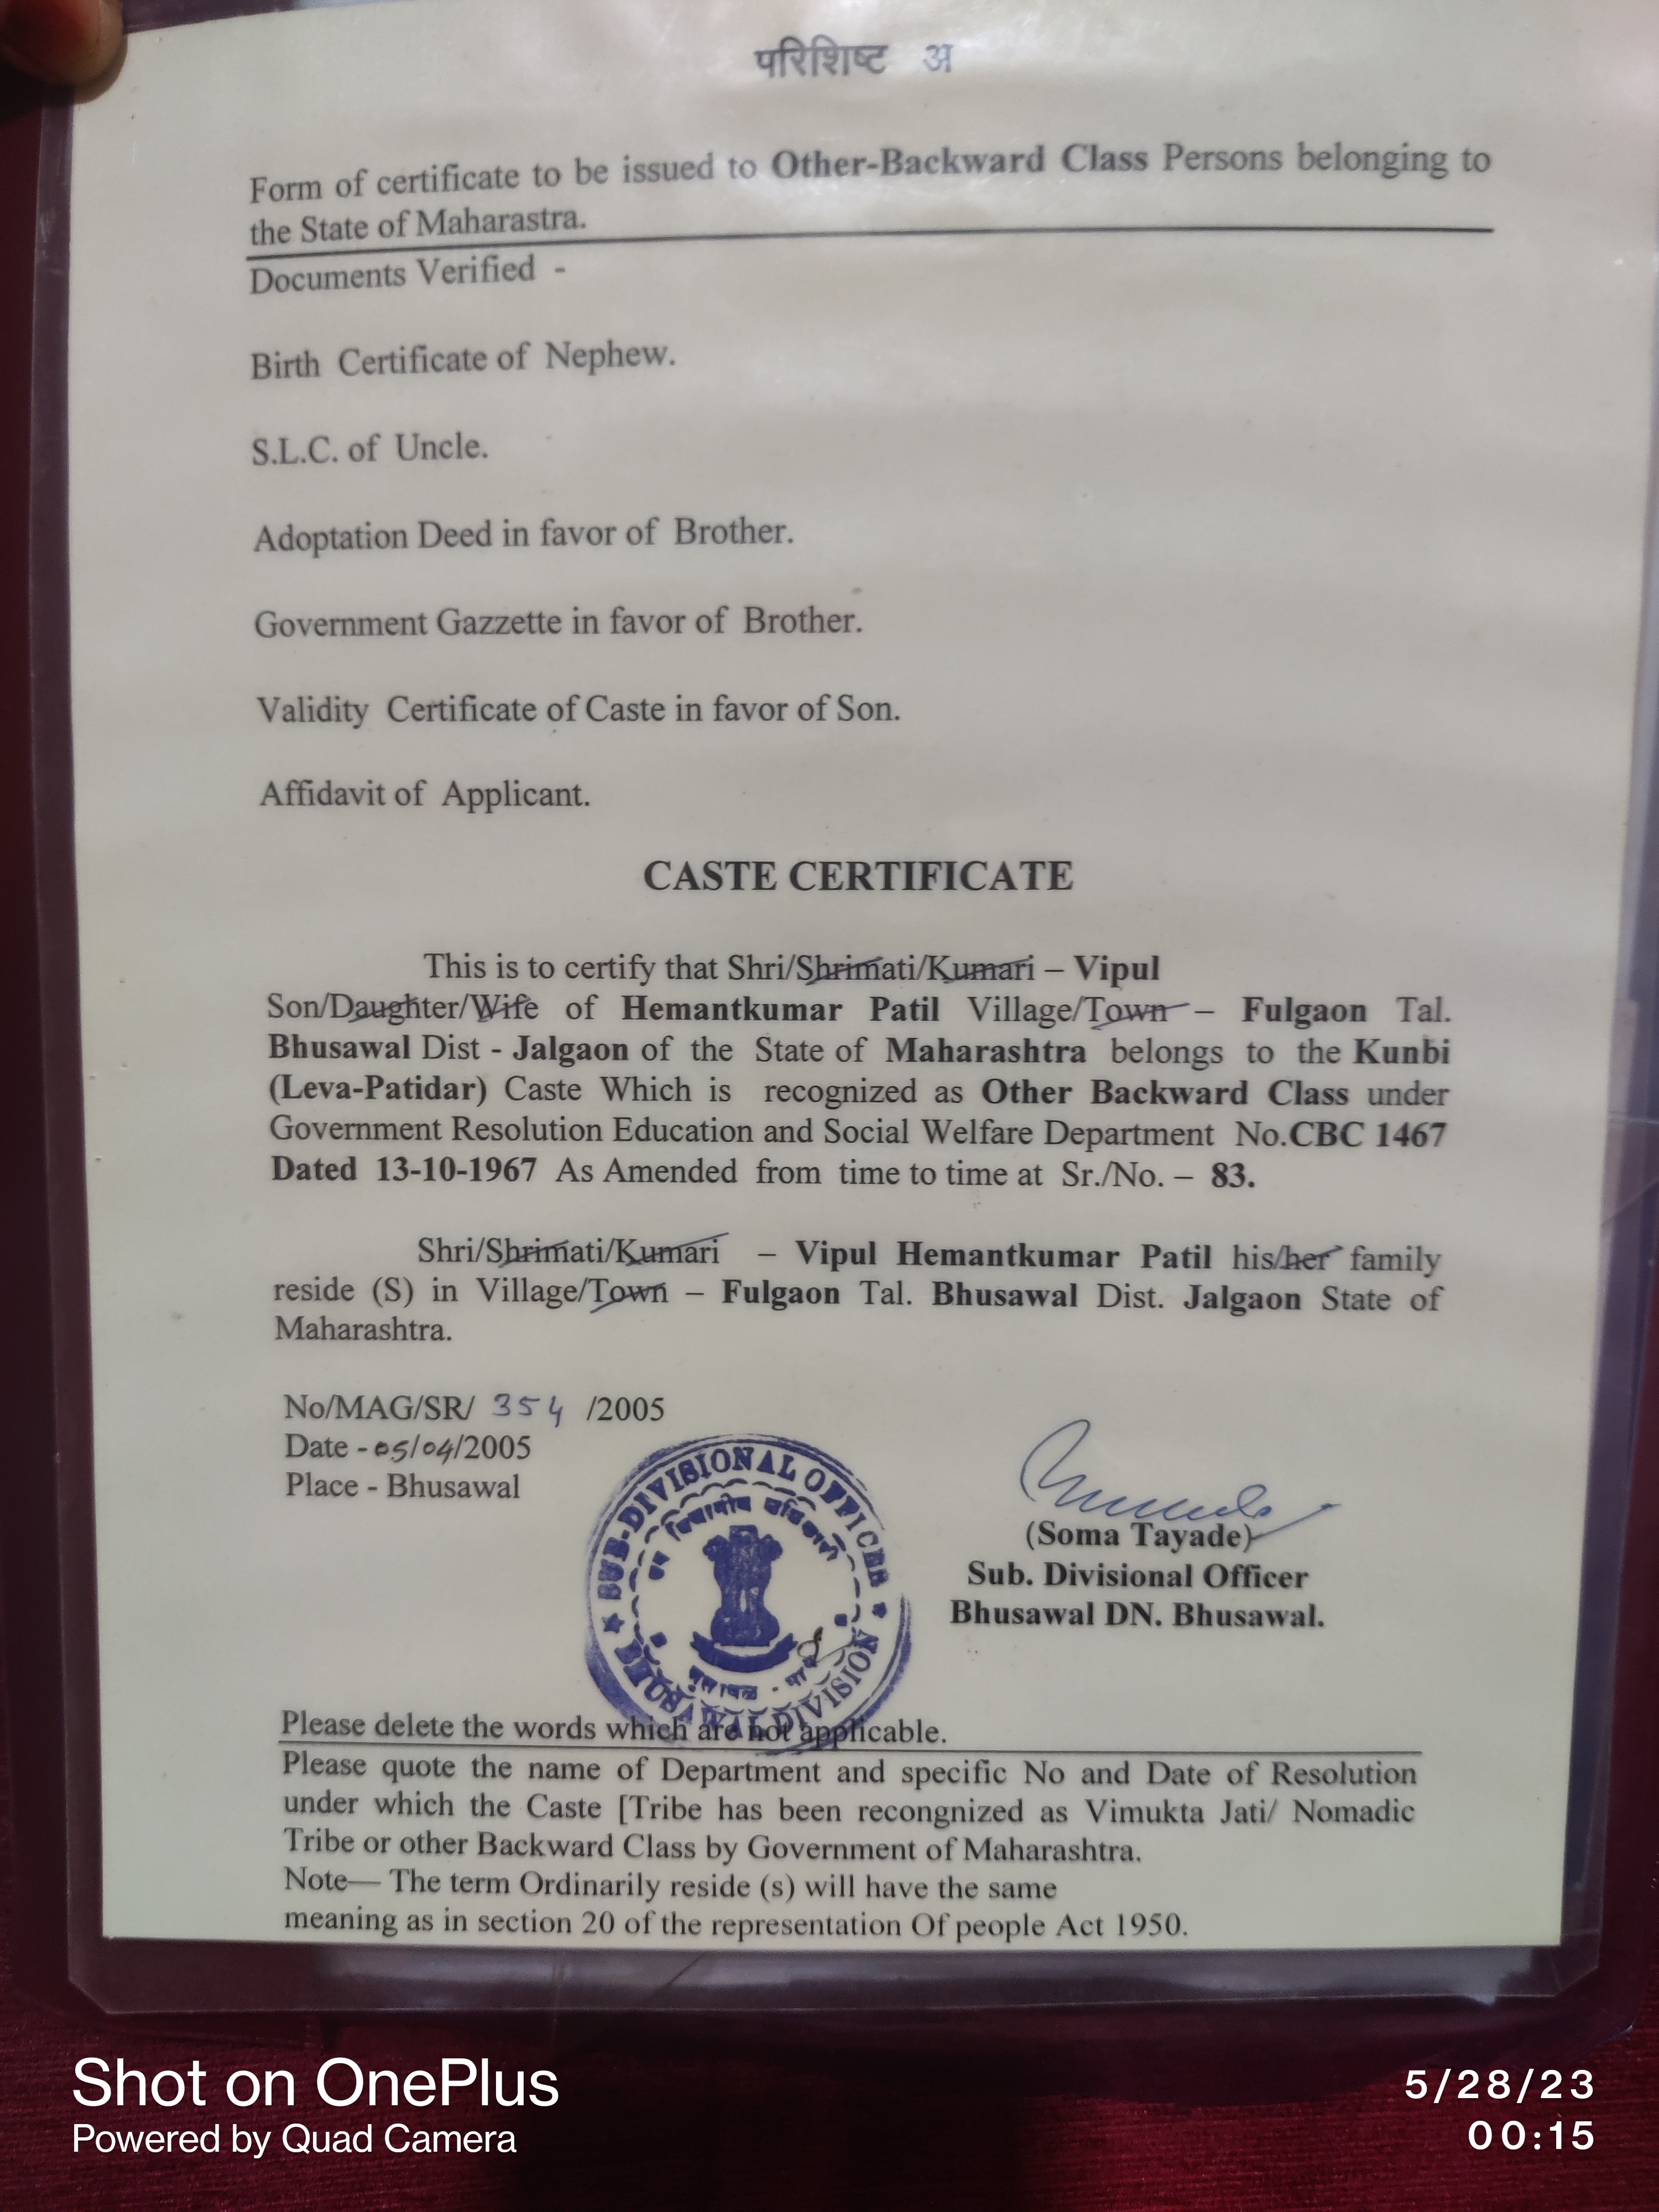 परिशिष्ट अ
Form of certificate to be issued to Other-Backward Class Persons belonging to
the State of Maharastra.
Documents Verified -
Birth Certificate of Nephew.
S.L.C. of Uncle.
Adoptation Deed in favor of Brother.
Government Gazzette in favor of Brother.
Validity Certificate of Caste in favor of Son.
Affidavit of Applicant.
CASTE CERTIFICATE
This is to certify that Shri/Shrimati/Kumari – Vipul
Son/Daughter/Wife of Hemantkumar Patil Village/Town – Fulgaon Tal.
Bhusawal Dist - Jalgaon of the State of Maharashtra belongs to the Kunbi
(Leva-Patidar) Caste Which is recognized as Other Backward Class under
Government Resolution Education and Social Welfare Department No.CBC 1467
Dated 13-10-1967 As Amended from time to time at Sr./No. – 83.
Shri/Shrimati/Kumari – Vipul Hemantkumar Patil his/her family
reside (S) in Village/Town – Fulgaon Tal. Bhusawal Dist. Jalgaon State of
Maharashtra.
No/MAG/SR/ 354 /2005
Date - 05/04/2005
Place - Bhusawal
SUB-DIVISIONAL OFFICER
उप विभागीय अधिकारी
BHUSAWAL DIVISION
(Soma Tayade)
Sub. Divisional Officer
Bhusawal DN. Bhusawal.
Please delete the words which are not applicable.
Please quote the name of Department and specific No and Date of Resolution
under which the Caste [Tribe has been recongnized as Vimukta Jati/ Nomadic
Tribe or other Backward Class by Government of Maharashtra.
Note— The term Ordinarily reside (s) will have the same
meaning as in section 20 of the representation Of people Act 1950.
Shot on OnePlus
Powered by Quad Camera
5/28/23
00:15